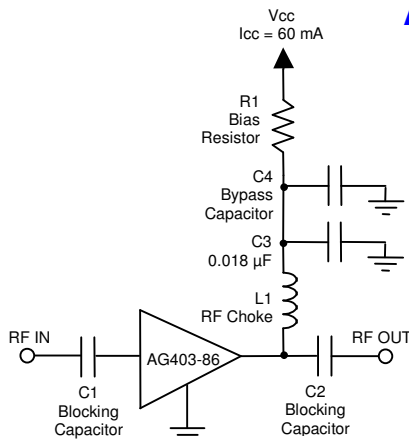 Vcc
Icc = 60 mA
R1
Bias
Resistor
C4
Bypass
Capacitor
C3
0.018 µF
L1
RF Choke
RF IN
AG403-86
RF OUT
C1
Blocking
Capacitor
C2
Blocking
Capacitor